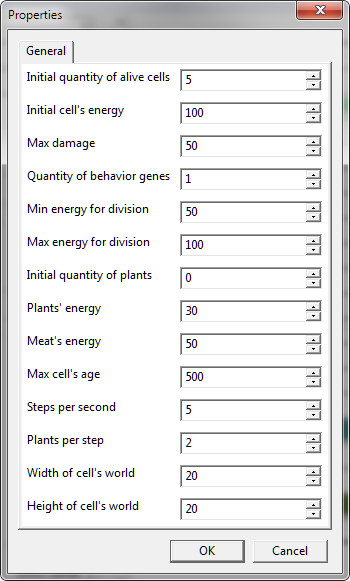 Properties
General
Initial quantity of alive cells 5
Initial cell's energy 100
Max damage 50
Quantity of behavior genes 1
Min energy for division 50
Max energy for division 100
Initial quantity of plants 0
Plants' energy 30
Meat's energy 50
Max cell's age 500
Steps per second 5
Plants per step 2
Width of cell's world 20
Height of cell's world 20
OK Cancel